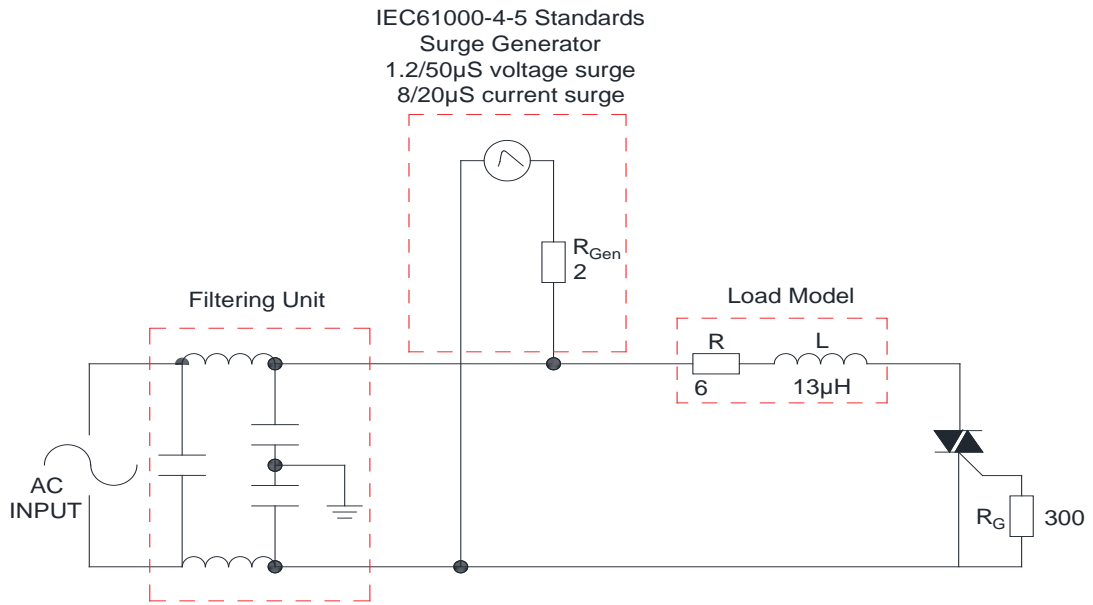 IEC61000-4-5 Standards
Surge Generator
1.2/50µS voltage surge
8/20µS current surge
RGen
2
Filtering Unit
Load Model
R
L
6
13µH
AC
INPUT
RG
300